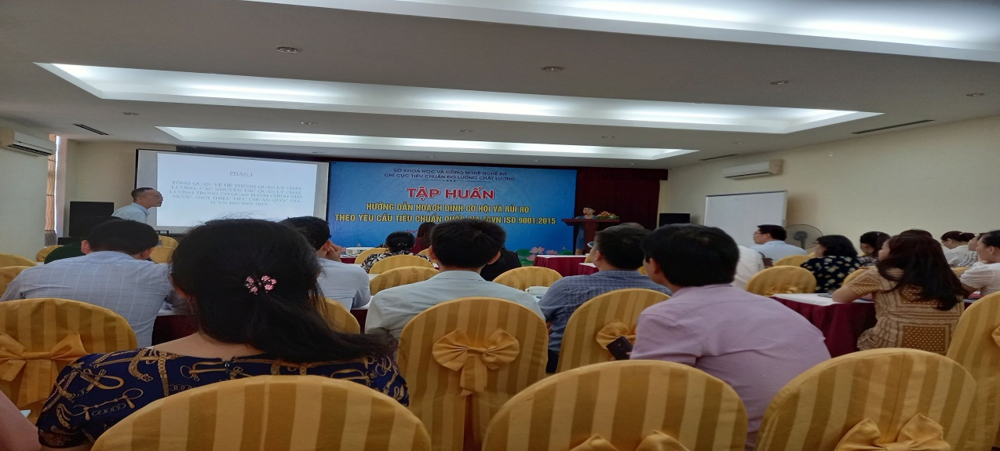 PHẦN 1
TỔNG QUAN VỀ HỆ THỐNG QUẢN LÝ CHẤT
LƯỢNG, CÁC NGUYÊN TẮC QUẢN LÝ CHẤT
LƯỢNG TRONG CƠ QUAN HÀNH CHÍNH NHÀ
NƯỚC. GIỚI THIỆU TIÊU CHUẨN QUỐC GIA
TCVN ISO 9001:2015
SỞ KHOA HỌC VÀ CÔNG NGHỆ NGHỆ AN
CHI CỤC TIÊU CHUẨN ĐO LƯỜNG CHẤT LƯỢNG
TẬP HUẤN
HƯỚNG DẪN HOẠCH ĐỊNH CƠ HỘI VÀ RỦI RO
THEO YÊU CẦU TIÊU CHUẨN QUỐC GIA TCVN ISO 9001:2015